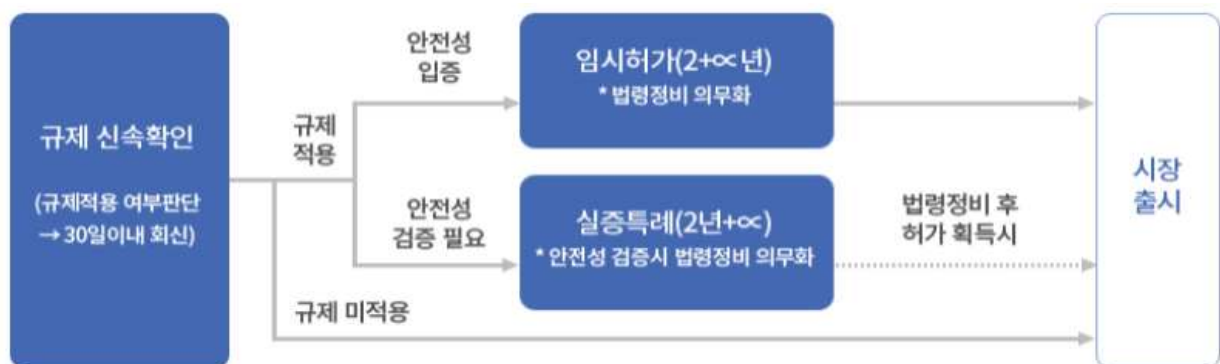 규제 신속확인
(규제적용 여부판단
→ 30일이내 회신)
규제
적용
안전성
입증
임시허가(2+∝년)
* 법령정비 의무화
안전성
검증 필요
실증특례(2년+∝)
* 안전성 검증시 법령정비 의무화
법령정비 후
허가 획득시
규제 미적용
시장
출시